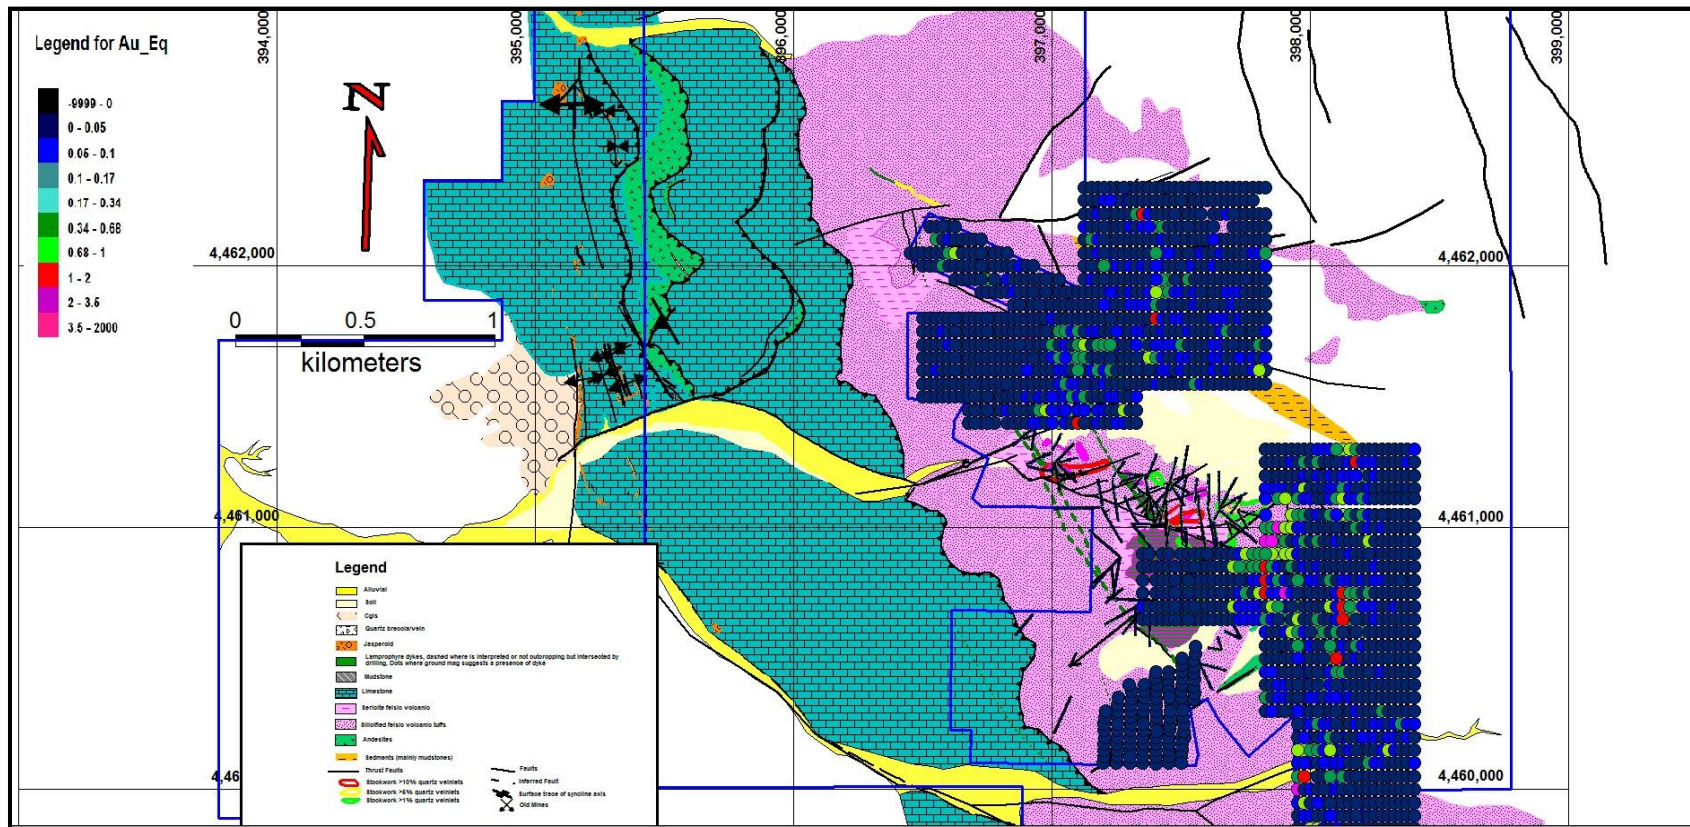 Legend for Au_Eq
-9999 - 0
0 - 0.05
0.05 - 0.1
0.1 - 0.17
0.17 - 0.34
0.34 - 0.68
0.68 - 1
1 - 2
2 - 3.5
3.5 - 2000
N
394,000
395,000
396,000
397,000
398,000
399,000
4,462,000
4,462,000
0 0.5 1
kilometers
4,461,000
4,461,000
4,46
4,460,000
Legend
Alluvial
Soil
Cgls
Quartz breccia/vein
Jasperoid
Lamprophyre dykes, dashed where is interpreted or not outcropping but intersected by
drilling, Dots where ground mag suggests a presence of dyke
Mudstone
Limestone
Sericite felsic volcanic
Silicified felsic volcanic tuffs
Andesites
Sediments (mainly mudstones)
Thrust Faults
Stockwork >10% quartz veinlets
Stockwork >5% quartz veinlets
Stockwork >1% quartz veinlets
Faults
Inferred Fault
Surface trace of syncline axis
Old Mines